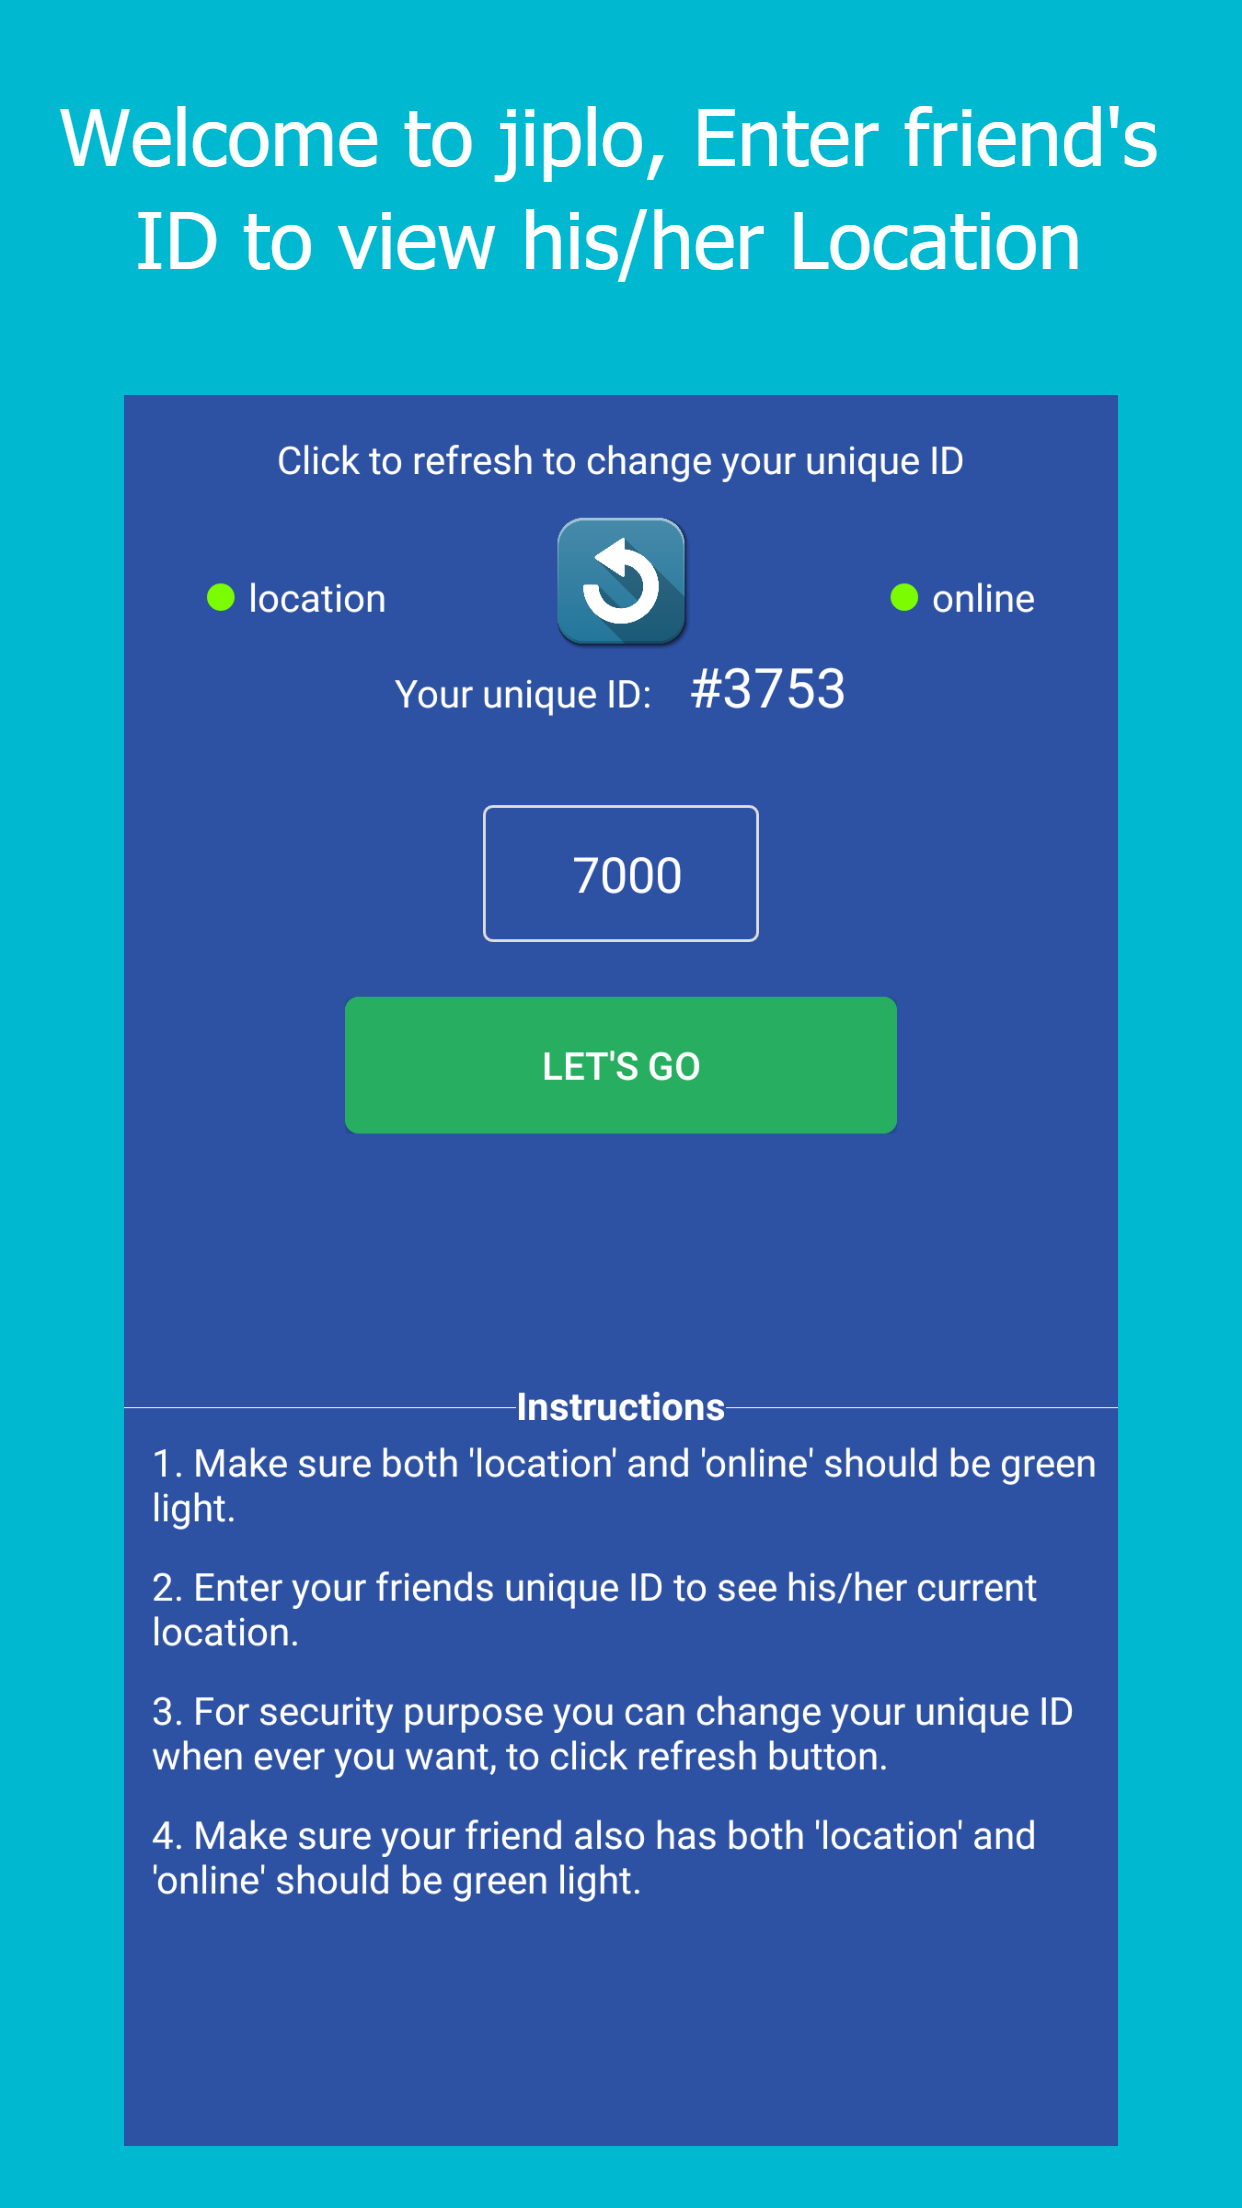 Welcome to jiplo, Enter friend's
ID to view his/her Location
Click to refresh to change your unique ID
location
online
Your unique ID: #3753
7000
LET'S GO
Instructions
1. Make sure both 'location' and 'online' should be green
light.
2. Enter your friends unique ID to see his/her current
location.
3. For security purpose you can change your unique ID
when ever you want, to click refresh button.
4. Make sure your friend also has both 'location' and
'online' should be green light.